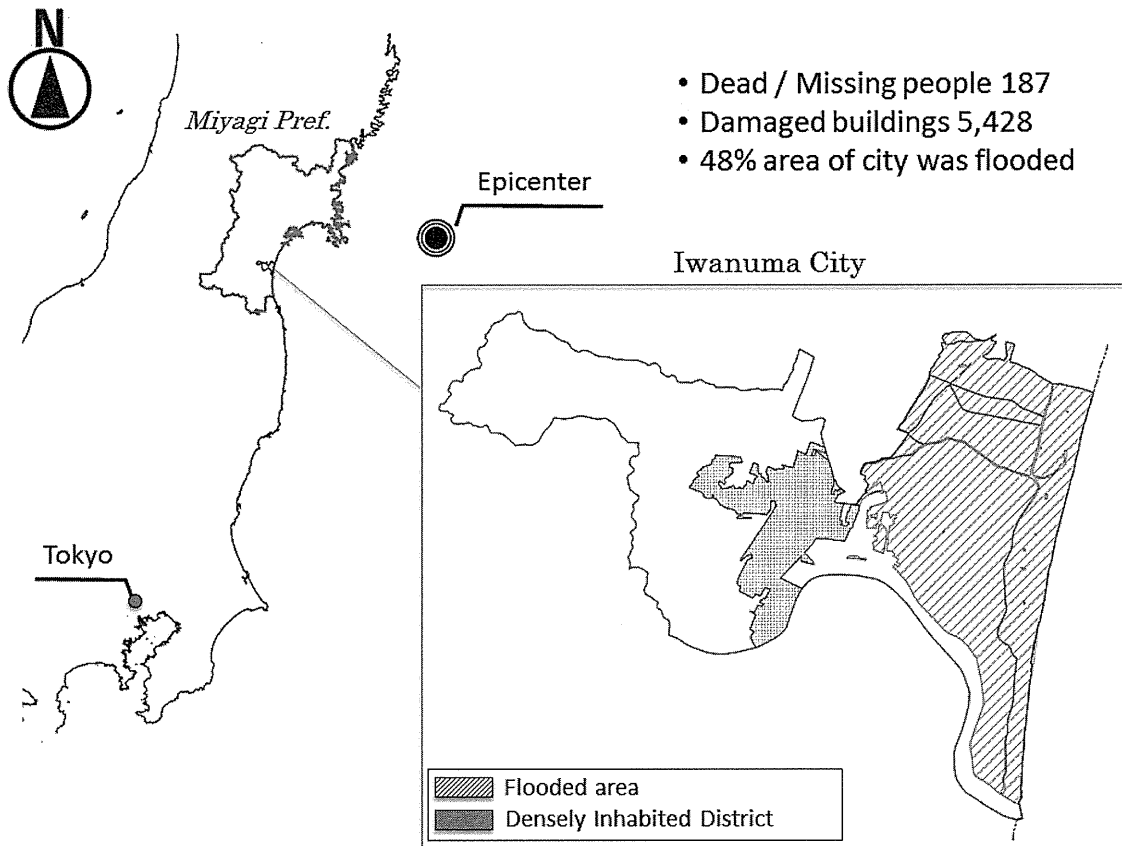 N
Miyagi Pref.
• Dead / Missing people 187
• Damaged buildings 5,428
• 48% area of city was flooded
Epicenter
Iwanuma City
Tokyo
Flooded area
Densely Inhabited District